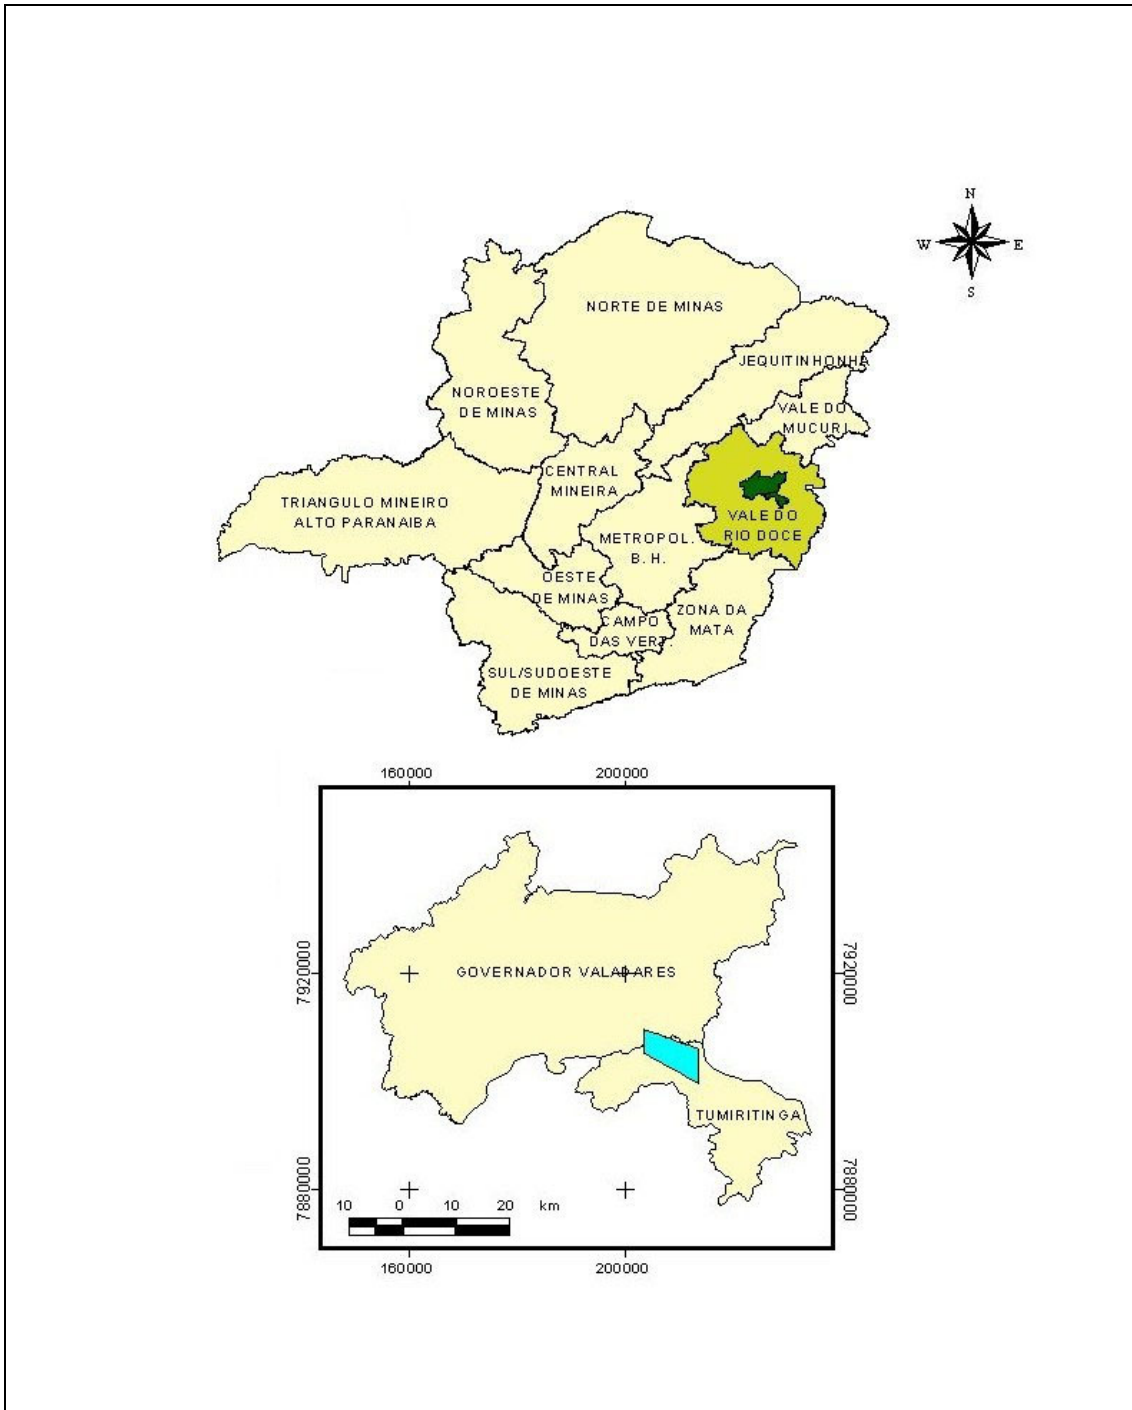 N
W E
S
NORTE DE MINAS
JEQUITINHONHA
NOROESTE
DE MINAS
VALE DO
MUCURI
CENTRAL
MINEIRA
TRIANGULO MINEIRO
ALTO PARANAIBA
VALE DO
RIO DOCE
METROPOL.
B. H.
OESTE
DE MINAS
ZONA DA
MATA
CAMPO
DAS VERT.
SUL/SUDOESTE
DE MINAS
160000 200000
7920000
GOVERNADOR VALADARES
7920000
TUMIRITINGA
7880000
7880000
10 0 10 20 km
160000 200000